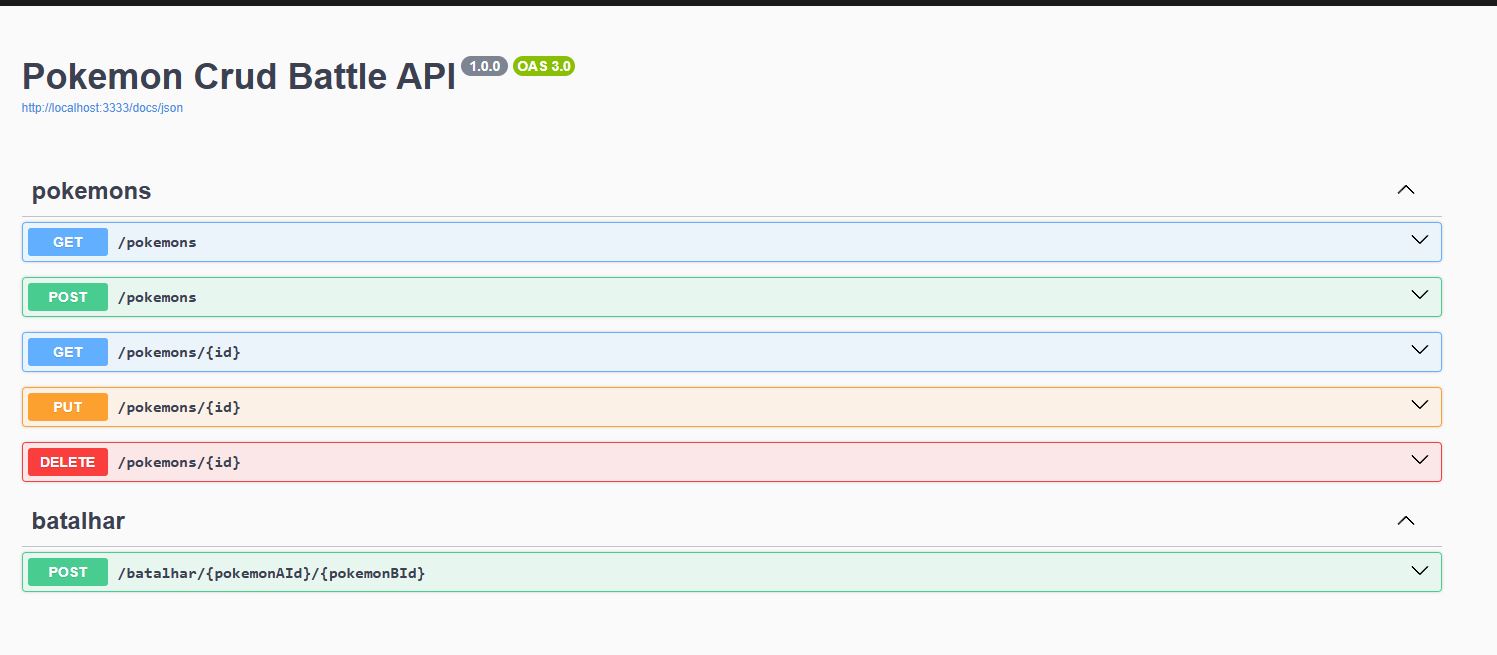 Pokemon Crud Battle API 1.0.0 OAS 3.0
http://localhost:3333/docs/json
pokemons
GET /pokemons
POST /pokemons
GET /pokemons/{id}
PUT /pokemons/{id}
DELETE /pokemons/{id}
batalhar
POST /batalhar/{pokemonAId}/{pokemonBId}